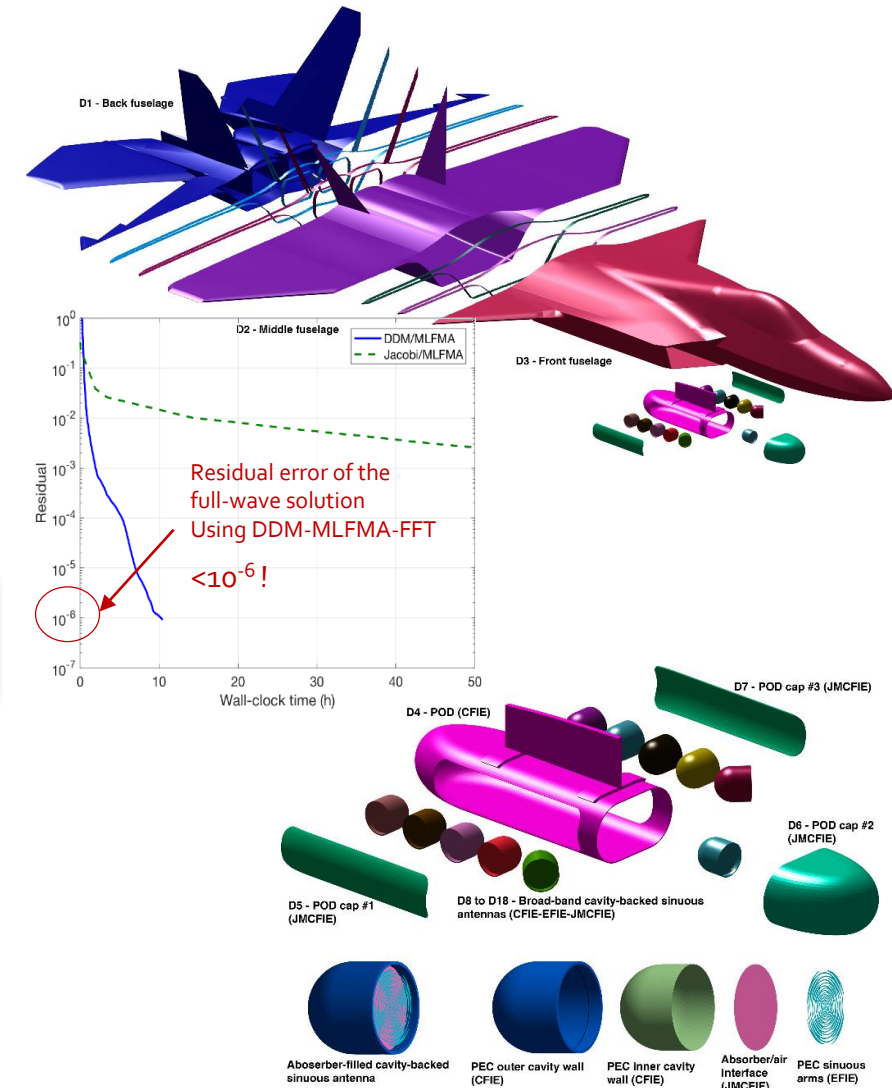 D1 - Back fuselage
D2 - Middle fuselage
D3 - Front fuselage
DDM/MLFMA
Jacobi/MLFMA
10^0
10^-1
10^-2
10^-3
10^-4
10^-5
10^-6
10^-7
Residual
Residual error of the
full-wave solution
Using DDM-MLFMA-FFT
<10^-6 !
0
10
20
30
40
50
Wall-clock time (h)
D7 - POD cap #3 (JMCFIE)
D4 - POD (CFIE)
D6 - POD cap #2
(JMCFIE)
D5 - POD cap #1
(JMCFIE)
D8 to D18 - Broad-band cavity-backed sinuous
antennas (CFIE-EFIE-JMCFIE)
Aboserber-filled cavity-backed
sinuous antenna
PEC outer cavity wall
(CFIE)
PEC Inner cavity
wall (CFIE)
Absorber/air
interface
(JMCFIE)
PEC sinuous
arms (EFIE)